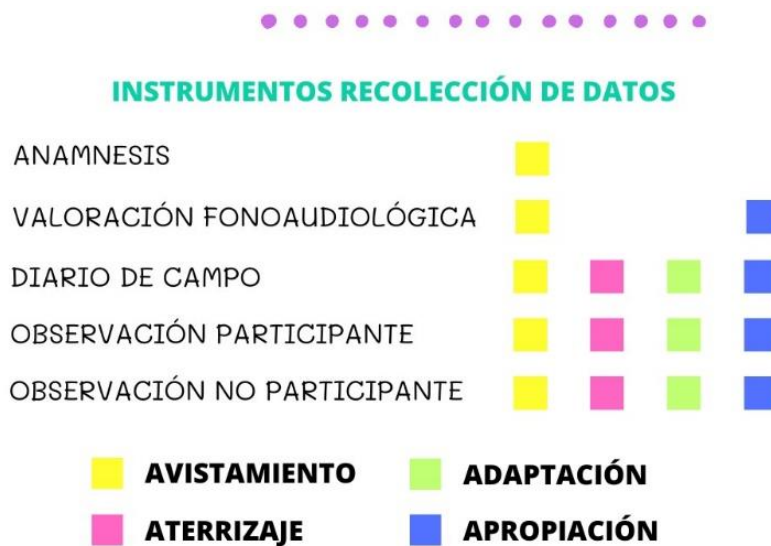 INSTRUMENTOS RECOLECCIÓN DE DATOS
ANAMNESIS
VALORACIÓN FONOAUDIOLÓGICA
DIARIO DE CAMPO
OBSERVACIÓN PARTICIPANTE
OBSERVACIÓN NO PARTICIPANTE
AVISTAMIENTO
ADAPTACIÓN
ATERRIZAJE
APROPIACIÓN